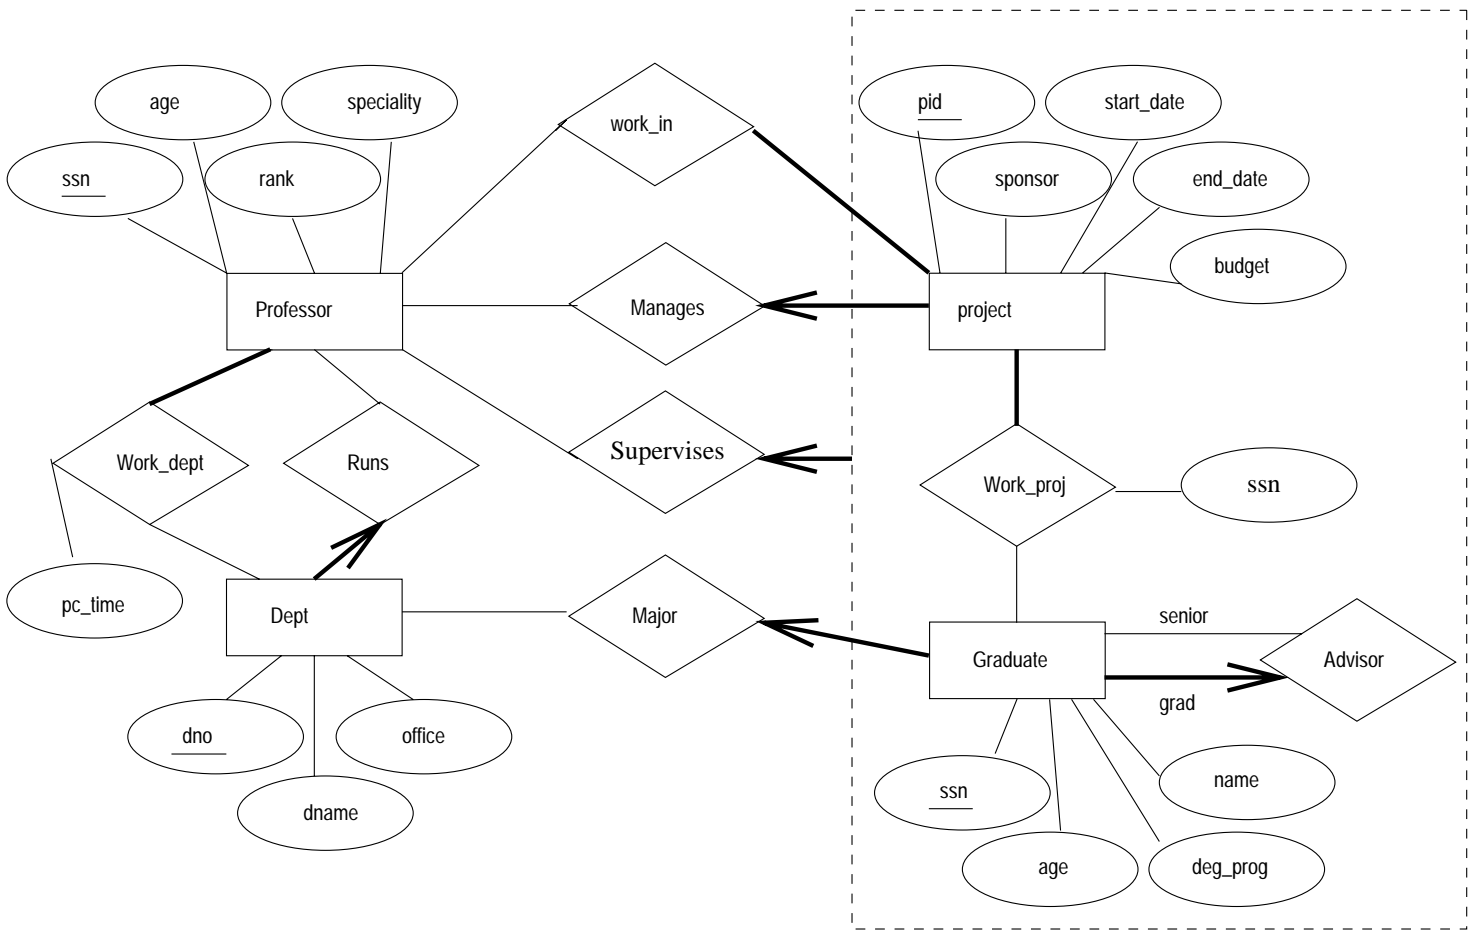 age
speciality
work_in
pid
start_date
ssn
rank
sponsor
end_date
budget
Professor
Manages
project
Work_dept
Runs
Supervises
Work_proj
ssn
pc_time
Dept
Major
senior
Graduate
Advisor
grad
dno
office
dname
ssn
name
age
deg_prog